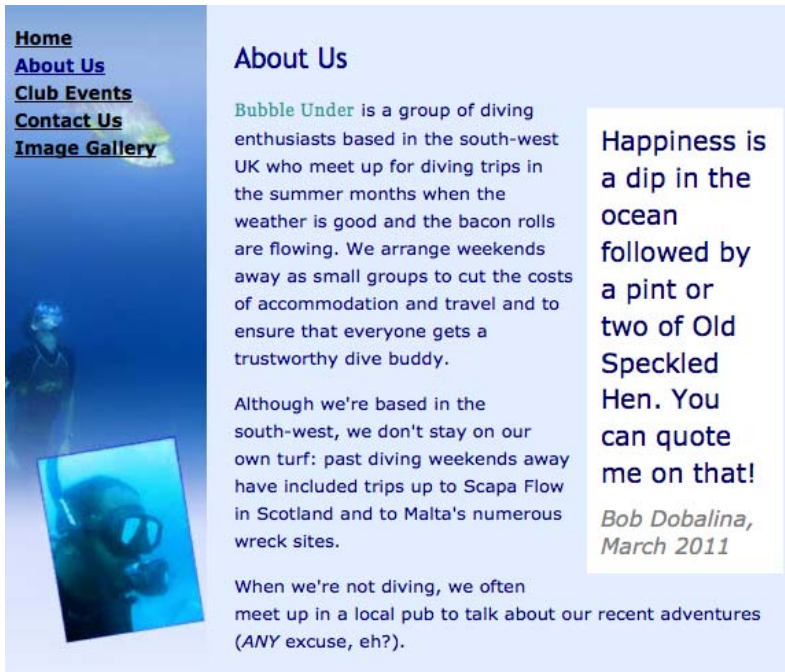 Home
About Us
Club Events
Contact Us
Image Gallery
About Us
Bubble Under is a group of diving
enthusiasts based in the south-west
UK who meet up for diving trips in
the summer months when the
weather is good and the bacon rolls
are flowing. We arrange weekends
away as small groups to cut the costs
of accommodation and travel and to
ensure that everyone gets a
trustworthy dive buddy.
Although we're based in the
south-west, we don't stay on our
own turf: past diving weekends away
have included trips up to Scapa Flow
in Scotland and to Malta's numerous
wreck sites.
When we're not diving, we often
meet up in a local pub to talk about our recent adventures
(ANY excuse, eh?).
Happiness is
a dip in the
ocean
followed by
a pint or
two of Old
Speckled
Hen. You
can quote
me on that!
Bob Dobalina,
March 2011